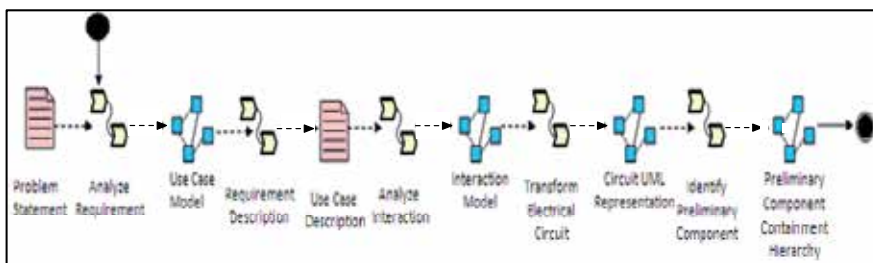 Problem
Statement
Analyze
Requirement
Use Case
Model
Requirement
Description
Use Case
Description
Analyze
Interaction
Interaction
Model
Transform
Electrical
Circuit
Circuit UML
Representation
Identify
Preliminary
Component
Preliminary
Component
Containment
Hierarchy